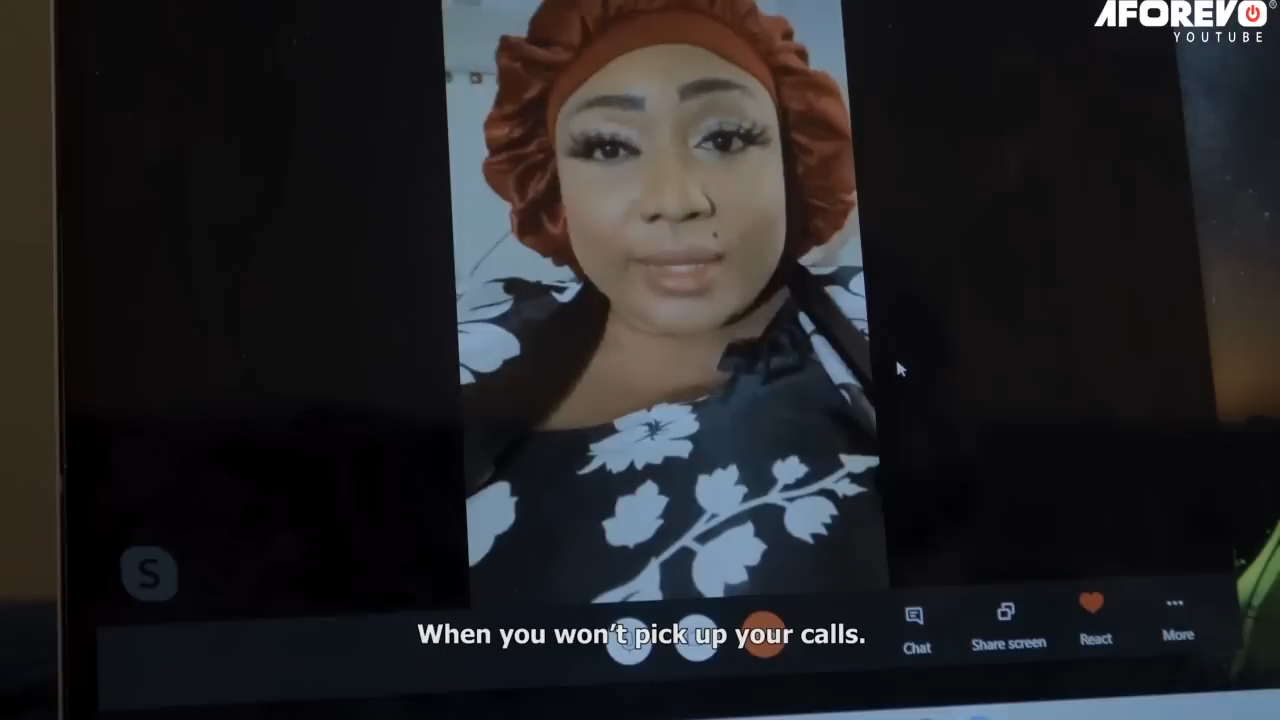 AFOREVO
YOUTUBE
S
When you won't pick up your calls.
Chat
Share screen
React
More